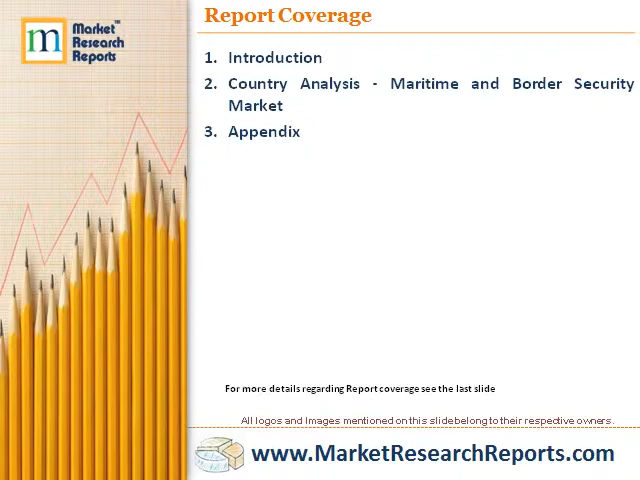 m
Market™
Research
Reports
Report Coverage
1. Introduction
2. Country Analysis - Maritime and Border Security
Market
3. Appendix
For more details regarding Report coverage see the last slide
All logos and Images mentioned on this slide belong to their respective owners.
www.MarketResearchReports.com